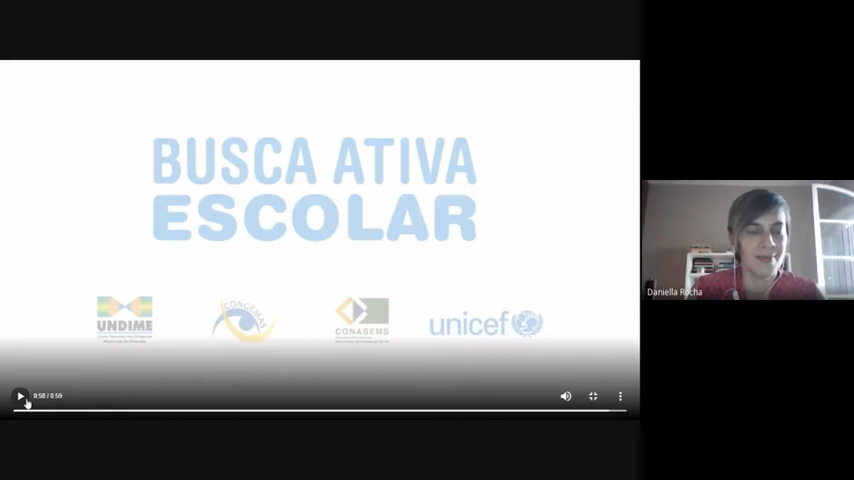 BUSCA ATIVA
ESCOLAR
UNDIME
CONGEMAS
CONASEMS
unicef
Daniella Rocha
0:58 / 0:59